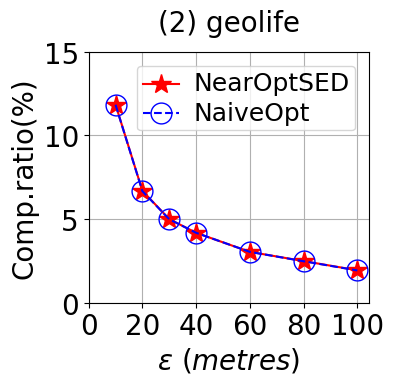 (2) geolife
Comp.ratio(%)
15
10
5
0
NearOptSED
NaiveOpt
0 20 40 60 80 100
ε (metres)